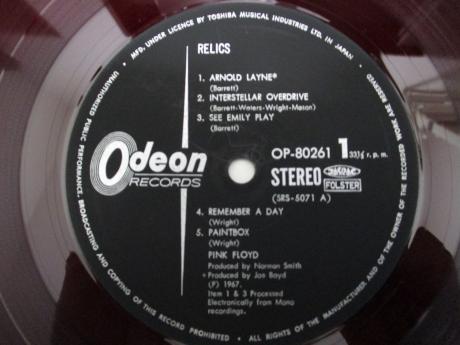 • MFD. UNDER LICENCE BY TOSHIBA MUSICAL INDUSTRIES LTD. IN JAPAN •
UNAUTHORIZED PUBLIC PERFORMANCE, BROADCASTING AND COPYING OF THIS RECORD PROHIBITED • ALL RIGHTS OF THE MANUFACTURER AND OF THE OWNER OF THE RECORDED WORK ARE RESERVED
RELICS
1. ARNOLD LAYNE*
(Barrett)
2. INTERSTELLAR OVERDRIVE
(Barrett-Waters-Wright-Mason)
3. SEE EMILY PLAY
(Barrett)
Odeon
RECORDS
OP-80261 1 33⅓ r.p.m.
STEREO
FOLSTER
(SRS-5071 A)
4. REMEMBER A DAY
(Wright)
5. PAINTBOX
(Wright)
PINK FLOYD
Produced by Norman Smith
* Produced by Joe Boyd
(P) 1967.
Item 1 & 3 Processed
Electronically from Mono
recordings.